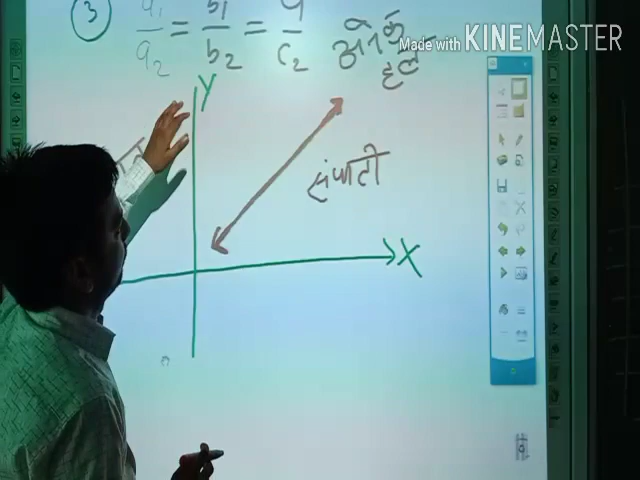 ③ a₁/a₂ = b₁/b₂ = c₁/c₂ अनेक हल
Made with KINEMASTER
Y
संपाती
X